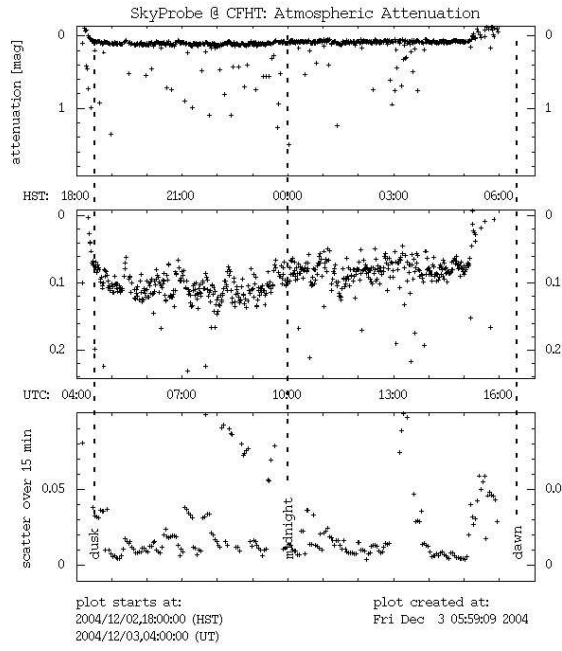 SkyProbe @ CFHT: Atmospheric Attenuation
attenuation [mag]
0
1
0
1
HST: 18:00 21:00 00:00 03:00 06:00
0
0.1
0.2
0
0.1
0.2
UTC: 04:00 07:00 10:00 13:00 16:00
scatter over 15 min
0.05
0
0.0
0.0
dusk
midnight
dawn
plot starts at:
2004/12/02,18:00:00 (HST)
2004/12/03,04:00:00 (UT)
plot created at:
Fri Dec 3 05:59:09 2004